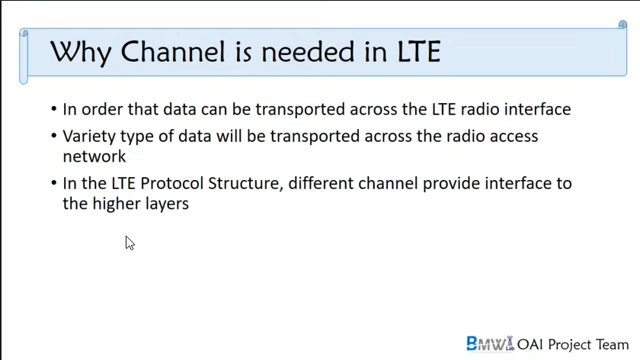 Why Channel is needed in LTE
• In order that data can be transported across the LTE radio interface
• Variety type of data will be transported across the radio access
network
• In the LTE Protocol Structure, different channel provide interface to
the higher layers
BMW OAI Project Team